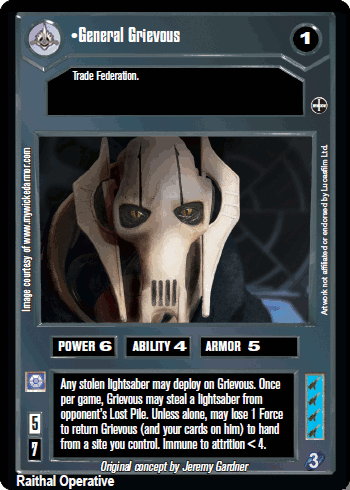 •General Grievous
1
Trade Federation.
Image courtesy of www.mywickedarmor.com
Artwork not affiliated or endorsed by Lucasfilm Ltd.
POWER 6
ABILITY 4
ARMOR 5
Any stolen lightsaber may deploy on Grievous. Once
per game, Grievous may steal a lightsaber from
opponent's Lost Pile. Unless alone, may lose 1 Force
to return Grievous (and your cards on him) to hand
from a site you control. Immune to attrition < 4.
5
7
3
Original concept by Jeremy Gardner
Raithal Operative